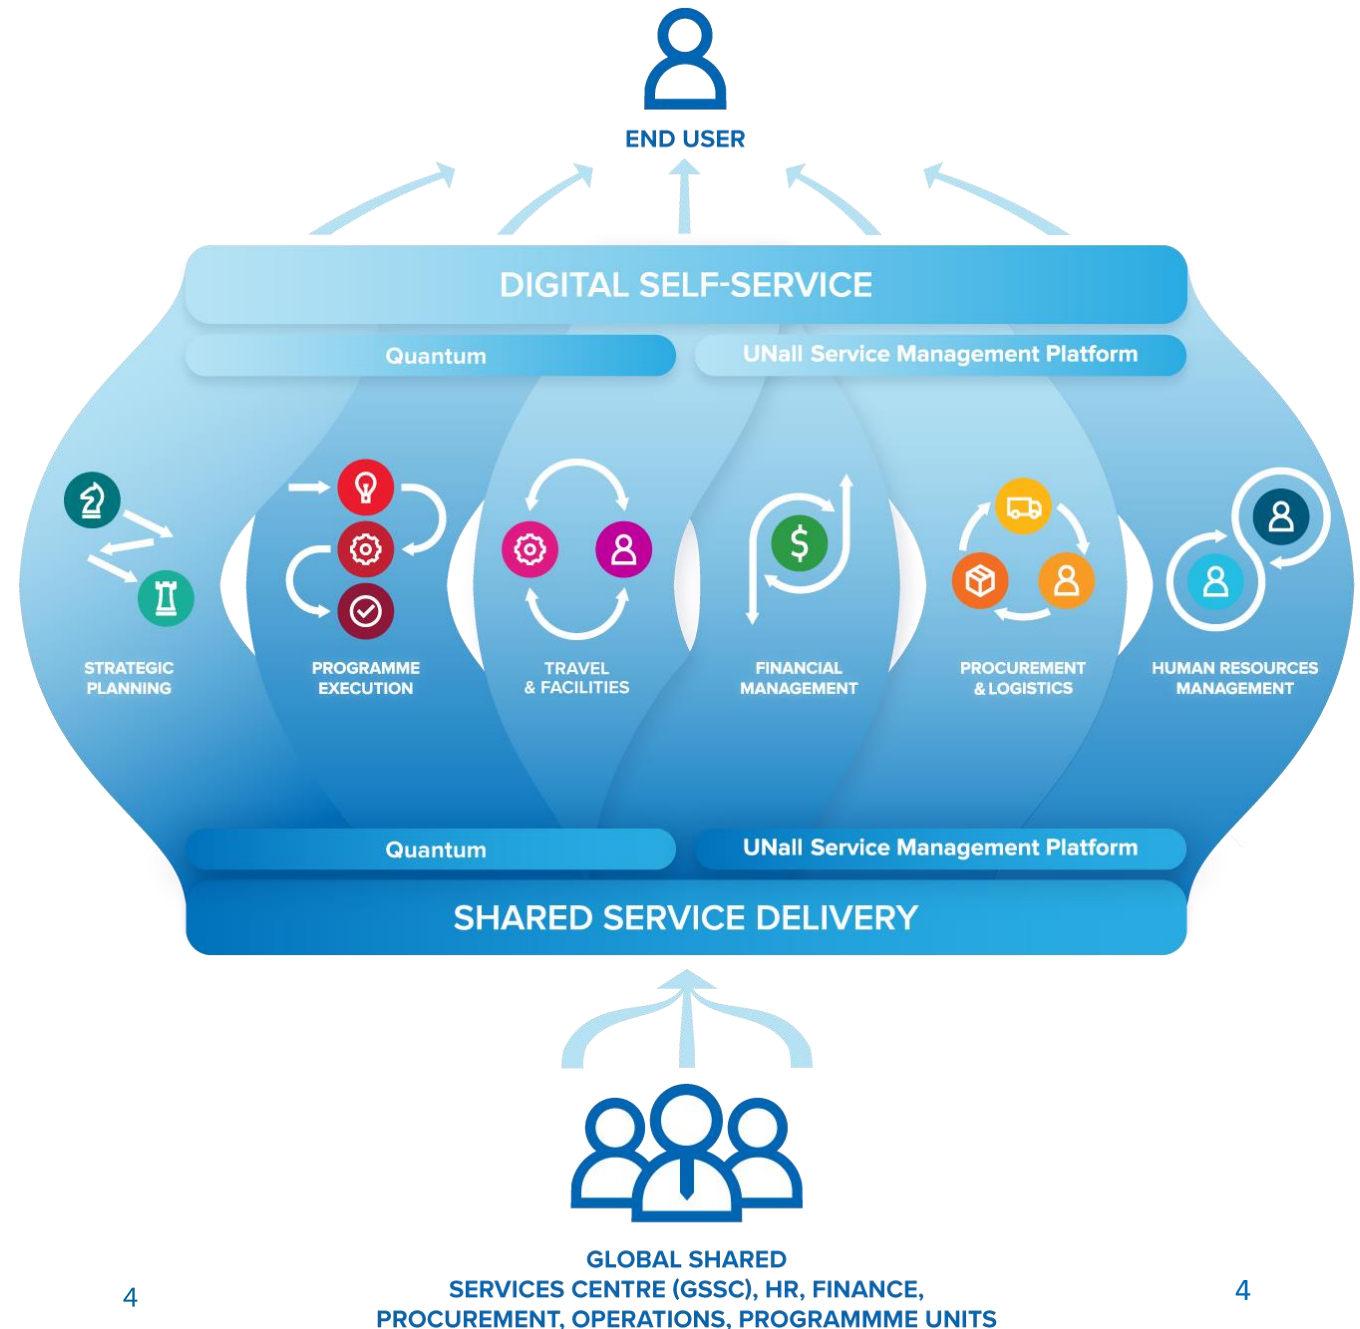 END USER
DIGITAL SELF-SERVICE
Quantum
UNall Service Management Platform
STRATEGIC
PLANNING
PROGRAMME
EXECUTION
TRAVEL
& FACILITIES
$
FINANCIAL
MANAGEMENT
PROCUREMENT
& LOGISTICS
HUMAN RESOURCES
MANAGEMENT
Quantum
UNall Service Management Platform
SHARED SERVICE DELIVERY
GLOBAL SHARED
SERVICES CENTRE (GSSC), HR, FINANCE,
PROCUREMENT, OPERATIONS, PROGRAMMME UNITS
4
4